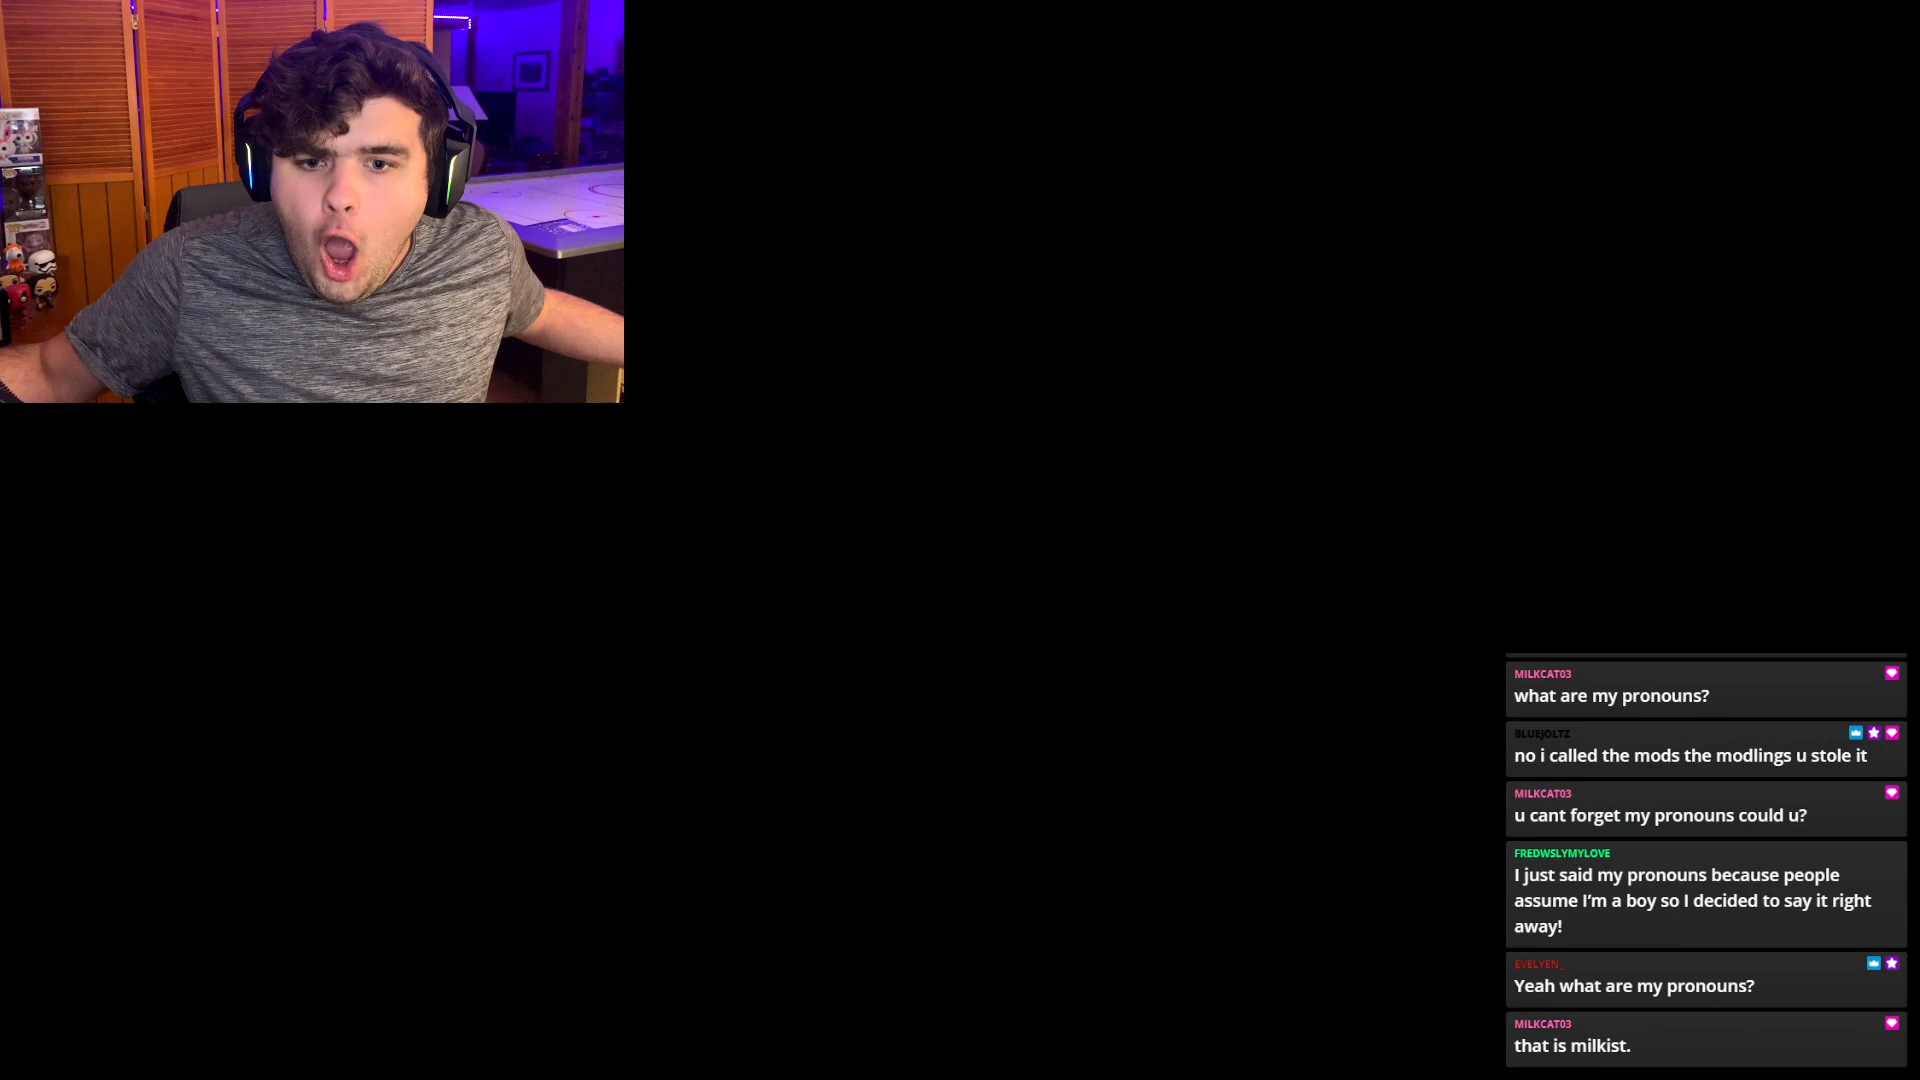 MILKCAT03
what are my pronouns?
BLUEJOLTZ
no i called the mods the modlings u stole it
MILKCAT03
u cant forget my pronouns could u?
FREDWSLYMYLOVE
I just said my pronouns because people
assume I’m a boy so I decided to say it right
away!
EVELYEN_
Yeah what are my pronouns?
MILKCAT03
that is milkist.